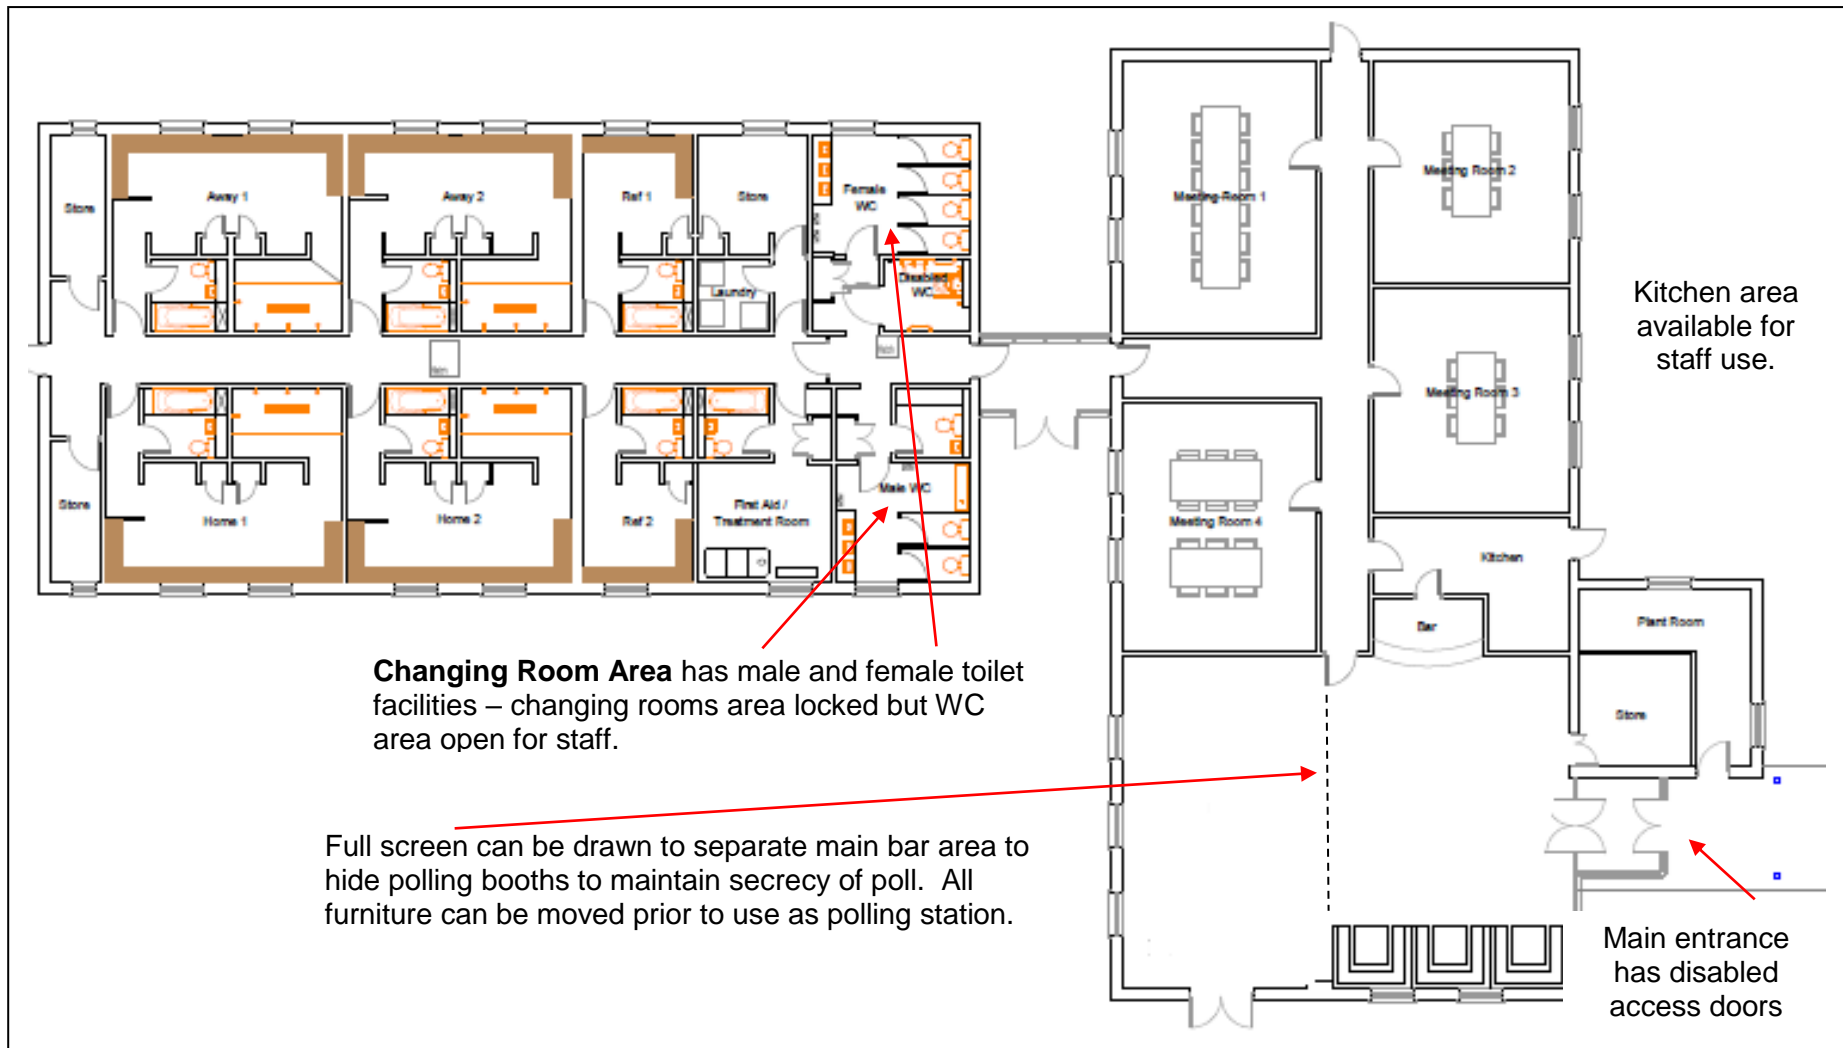 Meeting Room 1
Meeting Room 2
Store
Away 1
Away 2
Ref 1
Store
Female
WC
Disabled
WC
Laundry
Kitchen area
available for
staff use.
Meeting Room 3
Store
Home 1
Home 2
Ref 2
First Aid /
Treatment Room
Male WC
Meeting Room 4
Kitchen
Bar
Plant Room
Store
Changing Room Area has male and female toilet
facilities – changing rooms area locked but WC
area open for staff.
Full screen can be drawn to separate main bar area to
hide polling booths to maintain secrecy of poll. All
furniture can be moved prior to use as polling station.
Main entrance
has disabled
access doors